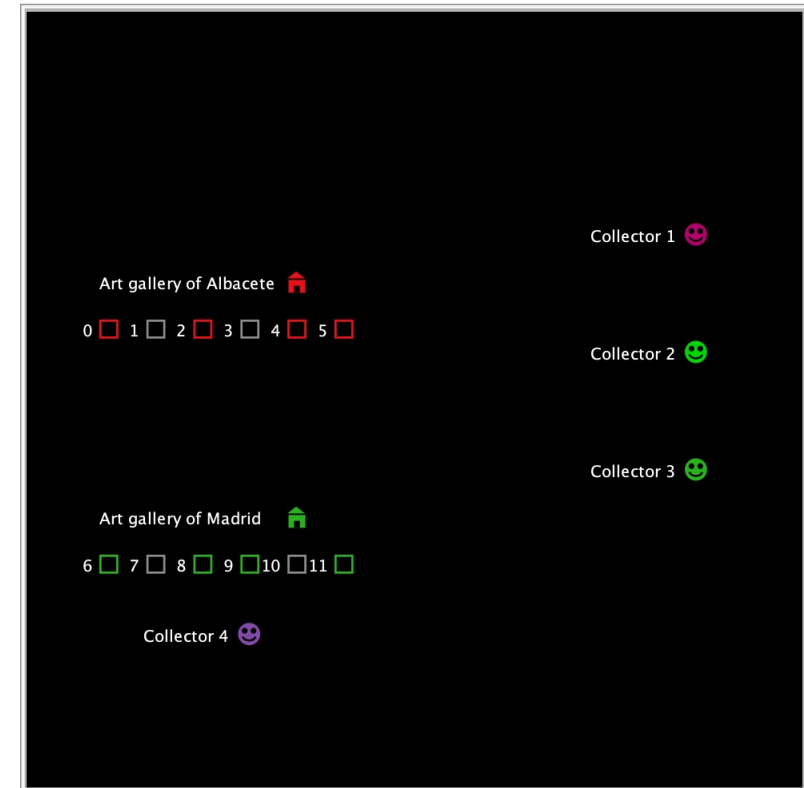 Collector 1
Art gallery of Albacete
0 1 2 3 4 5
Collector 2
Collector 3
Art gallery of Madrid
6 7 8 9 10 11
Collector 4